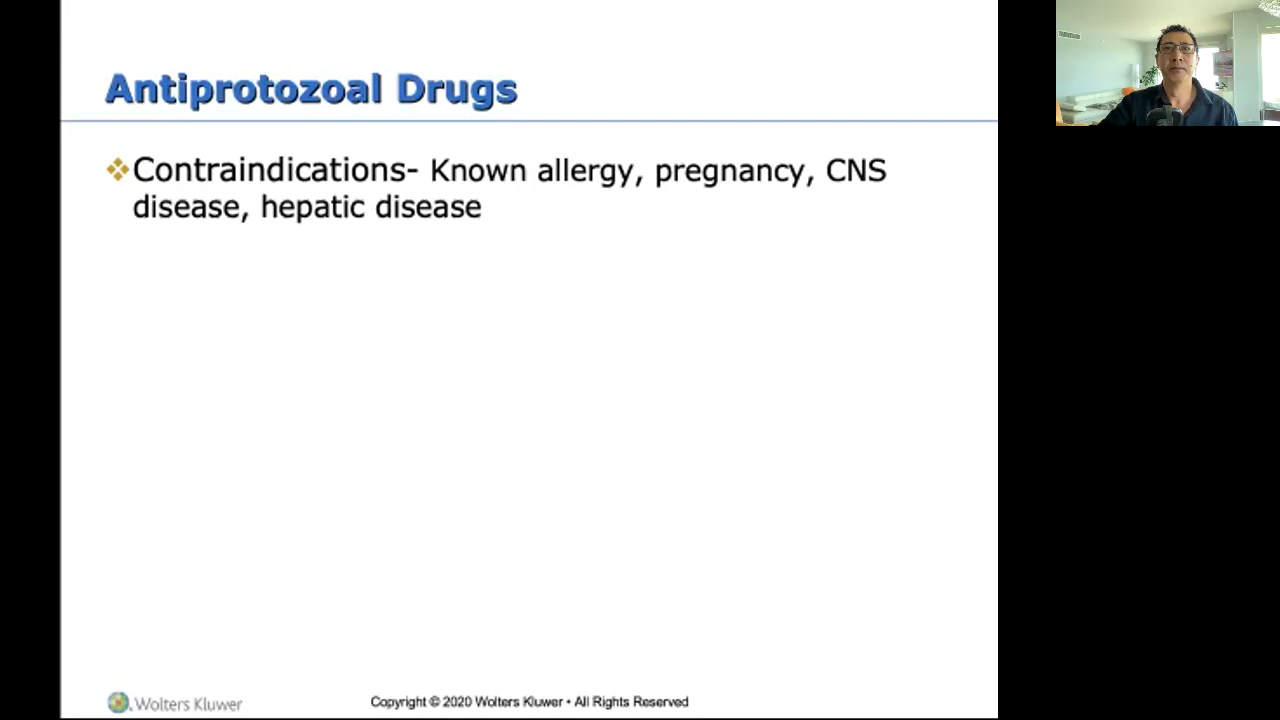 Antiprotozoal Drugs
Contraindications- Known allergy, pregnancy, CNS
disease, hepatic disease
Wolters Kluwer
Copyright © 2020 Wolters Kluwer • All Rights Reserved